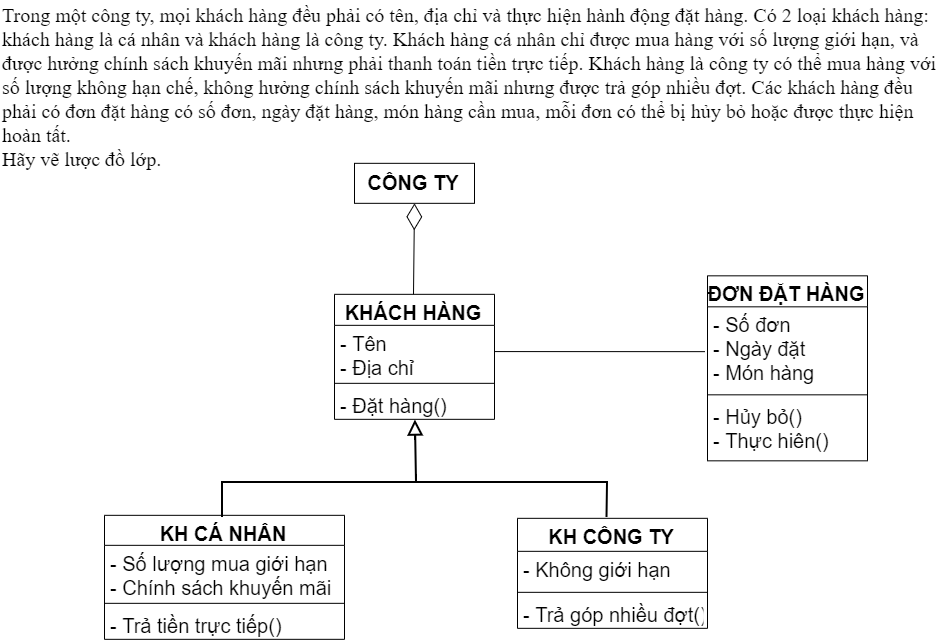 Trong một công ty, mọi khách hàng đều phải có tên, địa chỉ và thực hiện hành động đặt hàng. Có 2 loại khách hàng:
khách hàng là cá nhân và khách hàng là công ty. Khách hàng cá nhân chỉ được mua hàng với số lượng giới hạn, và
được hưởng chính sách khuyến mãi nhưng phải thanh toán tiền trực tiếp. Khách hàng là công ty có thể mua hàng với
số lượng không hạn chế, không hưởng chính sách khuyến mãi nhưng được trả góp nhiều đợt. Các khách hàng đều
phải có đơn đặt hàng có số đơn, ngày đặt hàng, món hàng cần mua, mỗi đơn có thể bị hủy bỏ hoặc được thực hiện
hoàn tất.
Hãy vẽ lược đồ lớp.
CÔNG TY
KHÁCH HÀNG
- Tên
- Địa chỉ
- Đặt hàng()
ĐƠN ĐẶT HÀNG
- Số đơn
- Ngày đặt
- Món hàng
- Hủy bỏ()
- Thực hiên()
KH CÁ NHÂN
- Số lượng mua giới hạn
- Chính sách khuyến mãi
- Trả tiền trực tiếp()
KH CÔNG TY
- Không giới hạn
- Trả góp nhiều đợt()